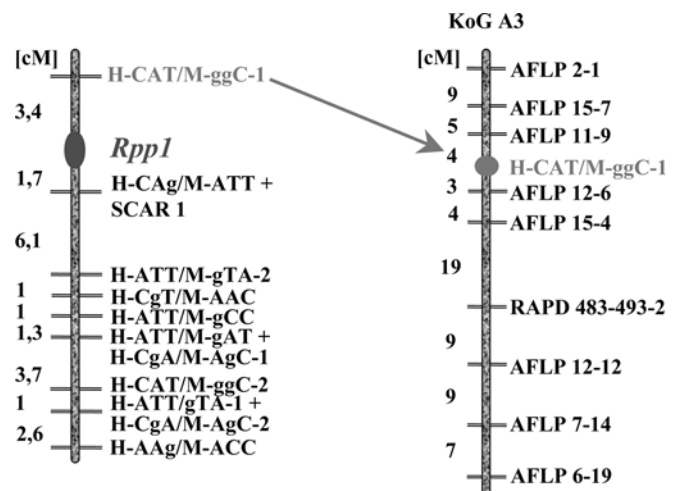 KoG A3
[cM]
H-CAT/M-ggC-1
3,4
Rpp1
1,7
H-CAg/M-ATT +
SCAR 1
6,1
H-ATT/M-gTA-2
1
H-CgT/M-AAC
1
H-ATT/M-gCC
1,3
H-ATT/M-gAT +
H-CgA/M-AgC-1
3,7
H-CAT/M-ggC-2
1
H-ATT/gTA-1 +
H-CgA/M-AgC-2
2,6
H-AAg/M-ACC
[cM]
AFLP 2-1
9
AFLP 15-7
5
AFLP 11-9
4
H-CAT/M-ggC-1
3
AFLP 12-6
4
AFLP 15-4
19
RAPD 483-493-2
9
AFLP 12-12
9
AFLP 7-14
7
AFLP 6-19